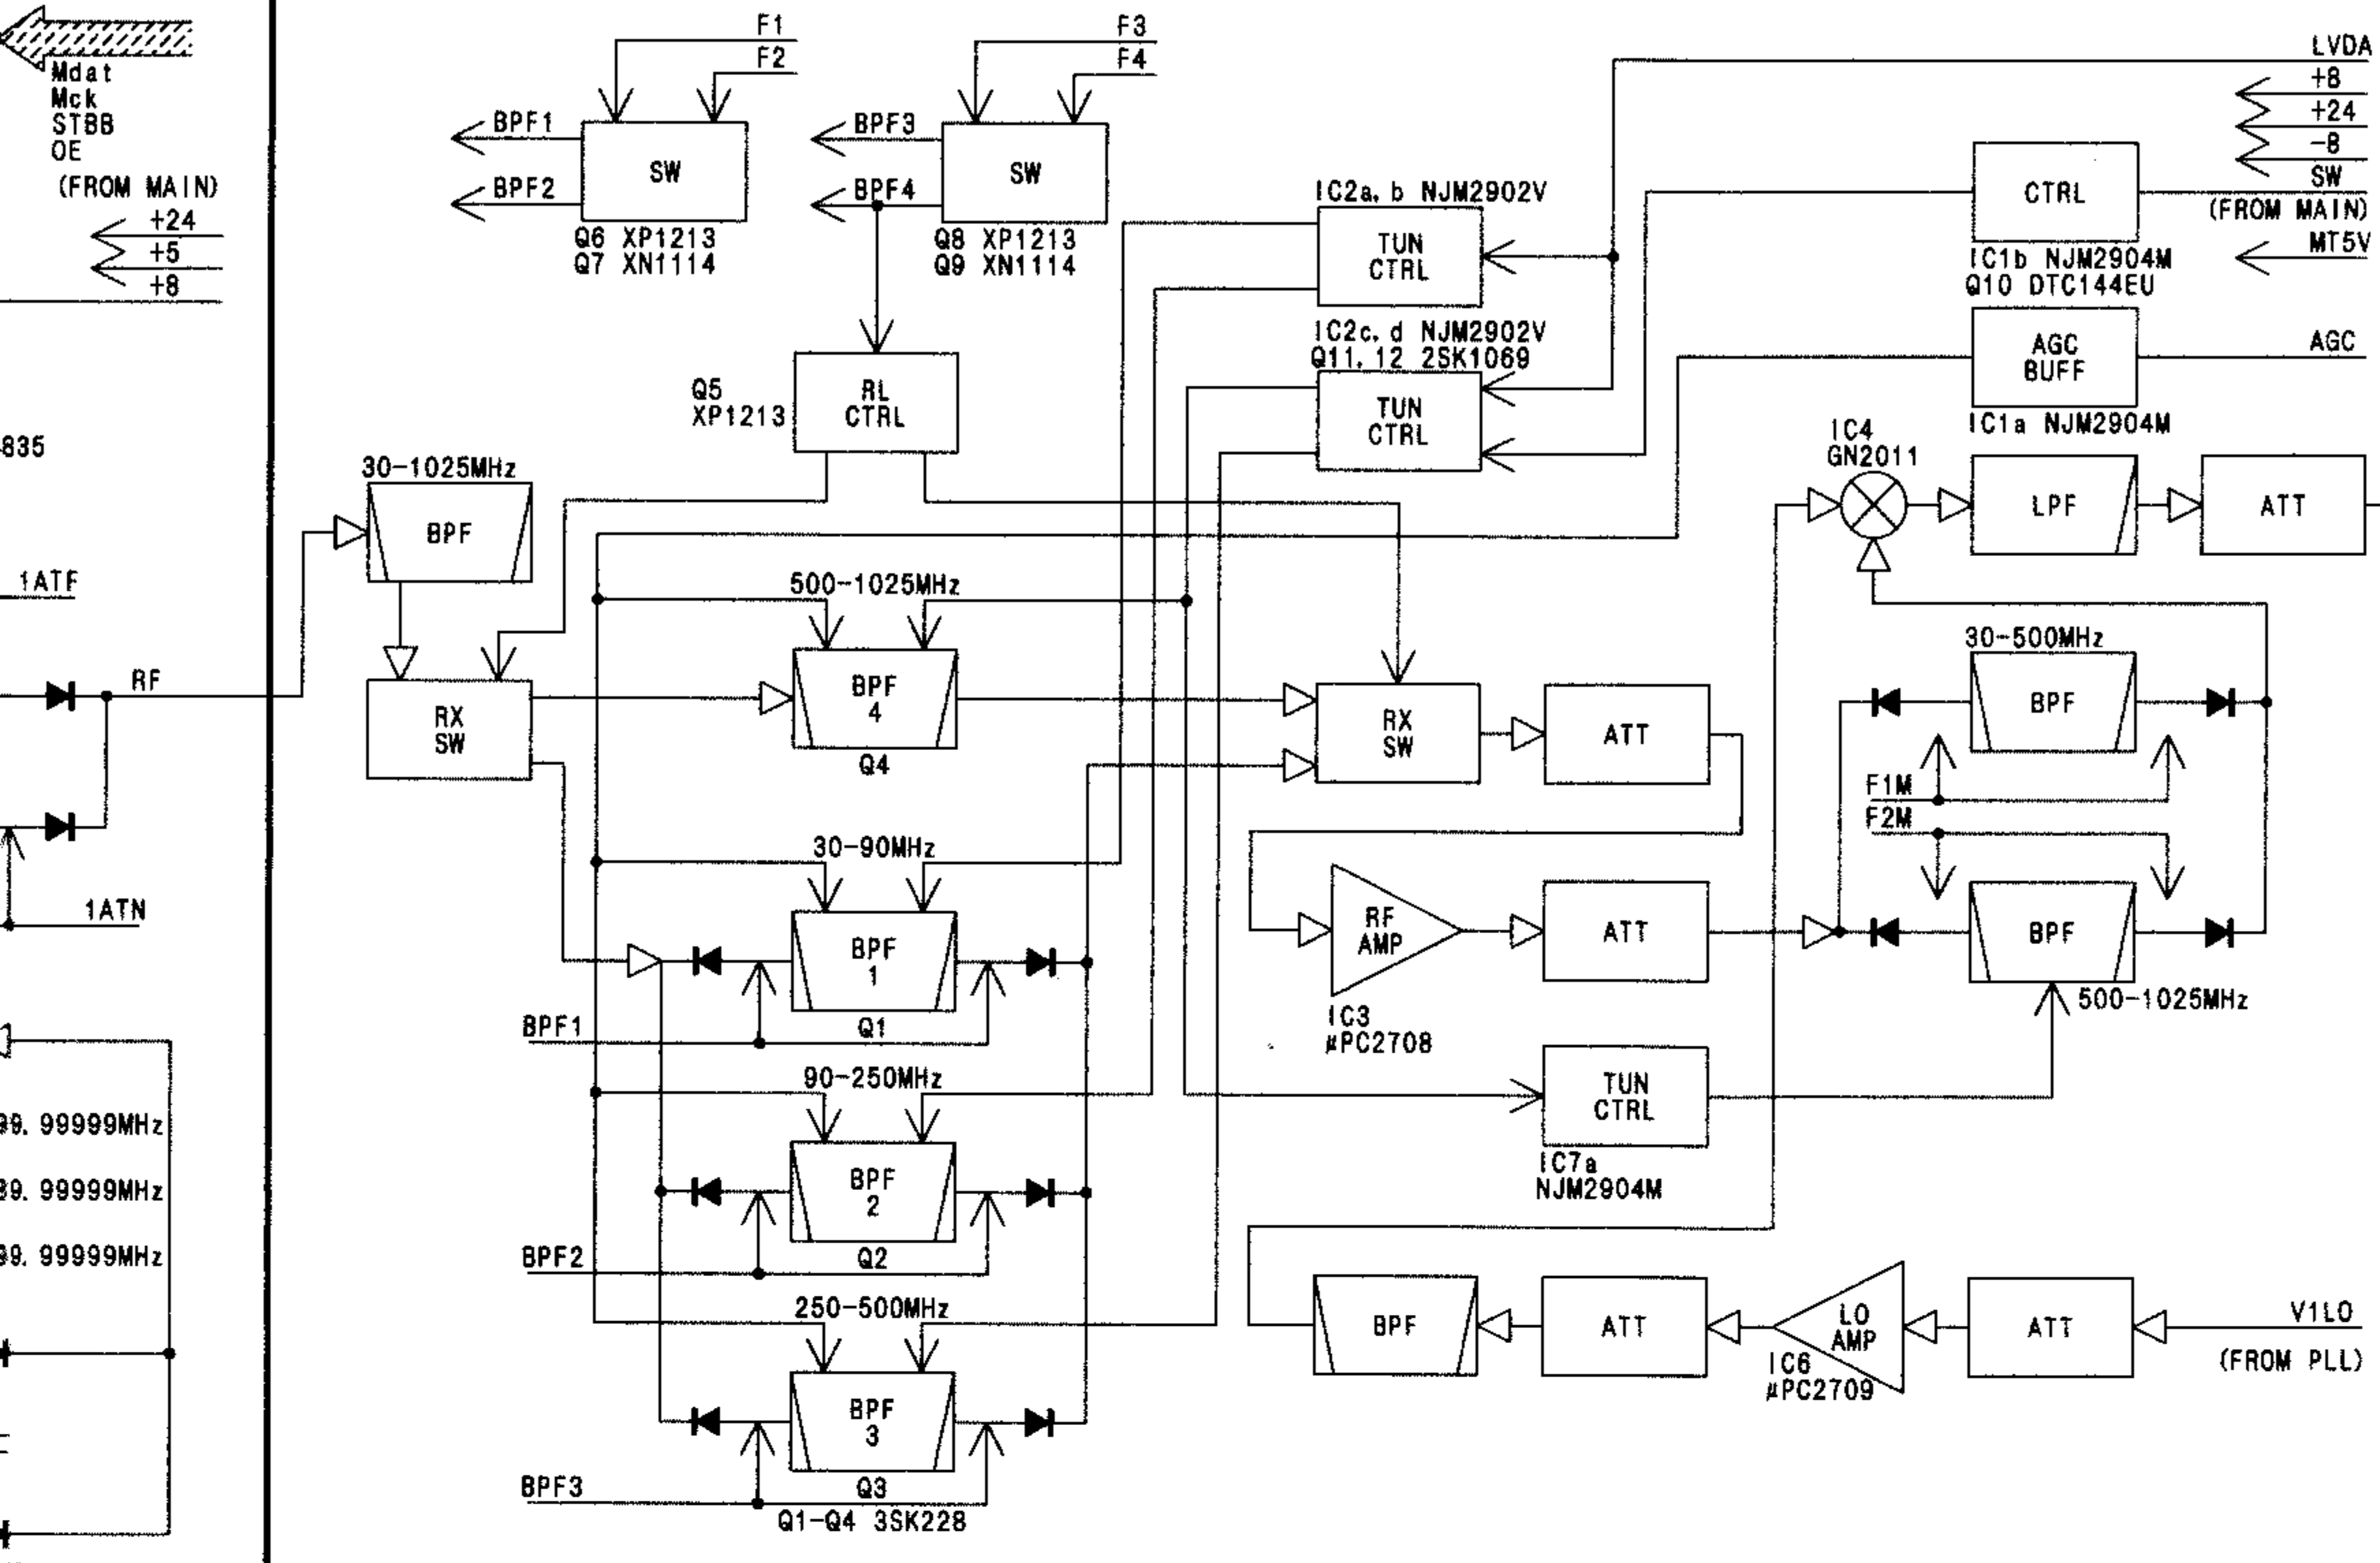 Mdat
Mck
STBB
OE
(FROM MAIN)
+24
+5
+8
835
1ATF
RF
1ATN
99.99999MHz
39.99999MHz
99.99999MHz
F1
F2
BPF1
BPF2
SW
Q6 XP1213
Q7 XN1114
F3
F4
BPF3
BPF4
SW
Q8 XP1213
Q9 XN1114
Q5
XP1213
RL
CTRL
30-1025MHz
BPF
RX
SW
500-1025MHz
BPF
4
Q4
30-90MHz
BPF
1
Q1
BPF1
90-250MHz
BPF
2
Q2
BPF2
250-500MHz
BPF
3
Q3
BPF3
Q1-Q4 3SK228
IC2a,b NJM2902V
TUN
CTRL
IC2c,d NJM2902V
Q11,12 2SK1069
TUN
CTRL
RX
SW
ATT
RF
AMP
IC3
μPC2708
ATT
TUN
CTRL
IC7a
NJM2904M
BPF
ATT
LO
AMP
IC6
μPC2709
ATT
V1LO
(FROM PLL)
LVDA
+8
+24
-8
SW
(FROM MAIN)
MT5V
CTRL
IC1b NJM2904M
Q10 DTC144EU
AGC
BUFF
AGC
IC1a NJM2904M
IC4
GN2011
LPF
ATT
30-500MHz
BPF
F1M
F2M
BPF
500-1025MHz